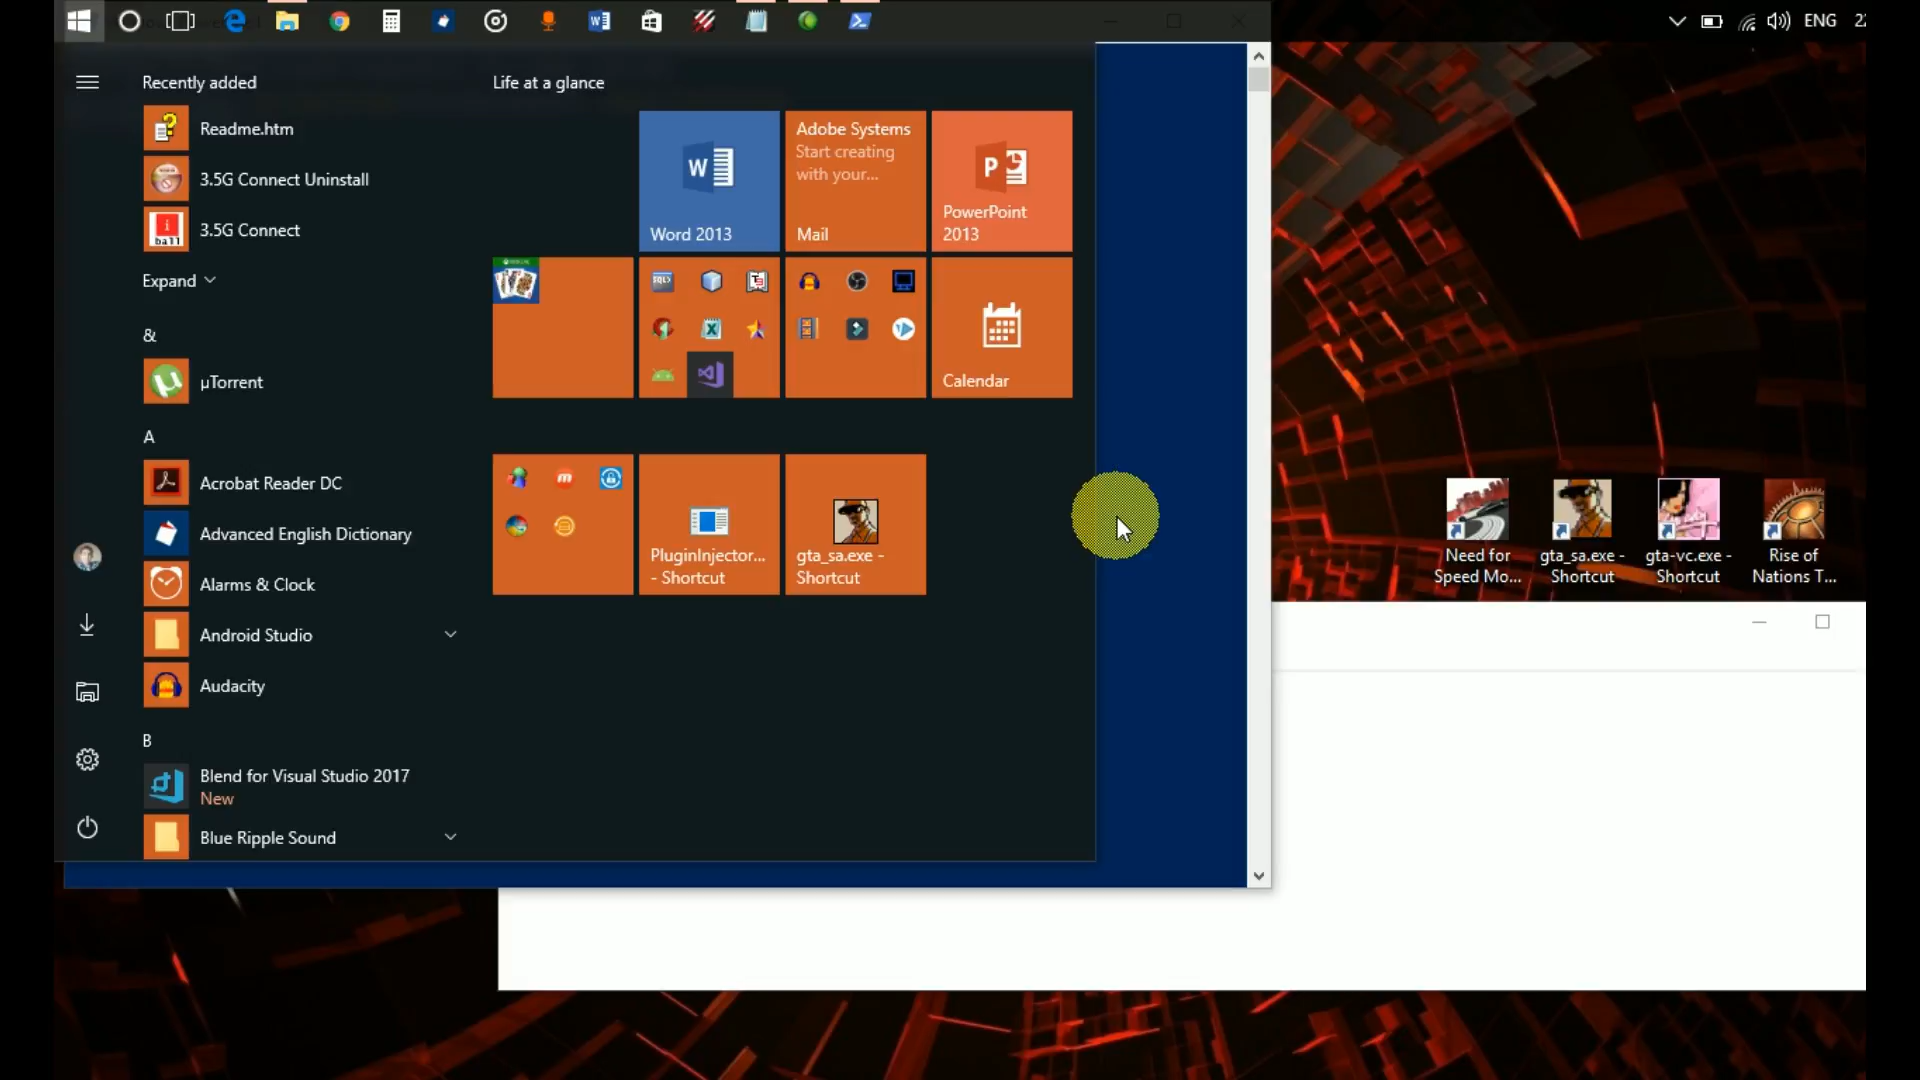 ENG
22
Recently added
Readme.htm
3.5G Connect Uninstall
3.5G Connect
Expand
&
µTorrent
A
Acrobat Reader DC
Advanced English Dictionary
Alarms & Clock
Android Studio
Audacity
B
Blend for Visual Studio 2017
New
Blue Ripple Sound
Life at a glance
Word 2013
Adobe Systems
Start creating
with your...
Mail
PowerPoint
2013
Calendar
PluginInjector...
- Shortcut
gta_sa.exe -
Shortcut
Need for
Speed Mo...
gta_sa.exe -
Shortcut
gta-vc.exe -
Shortcut
Rise of
Nations T...